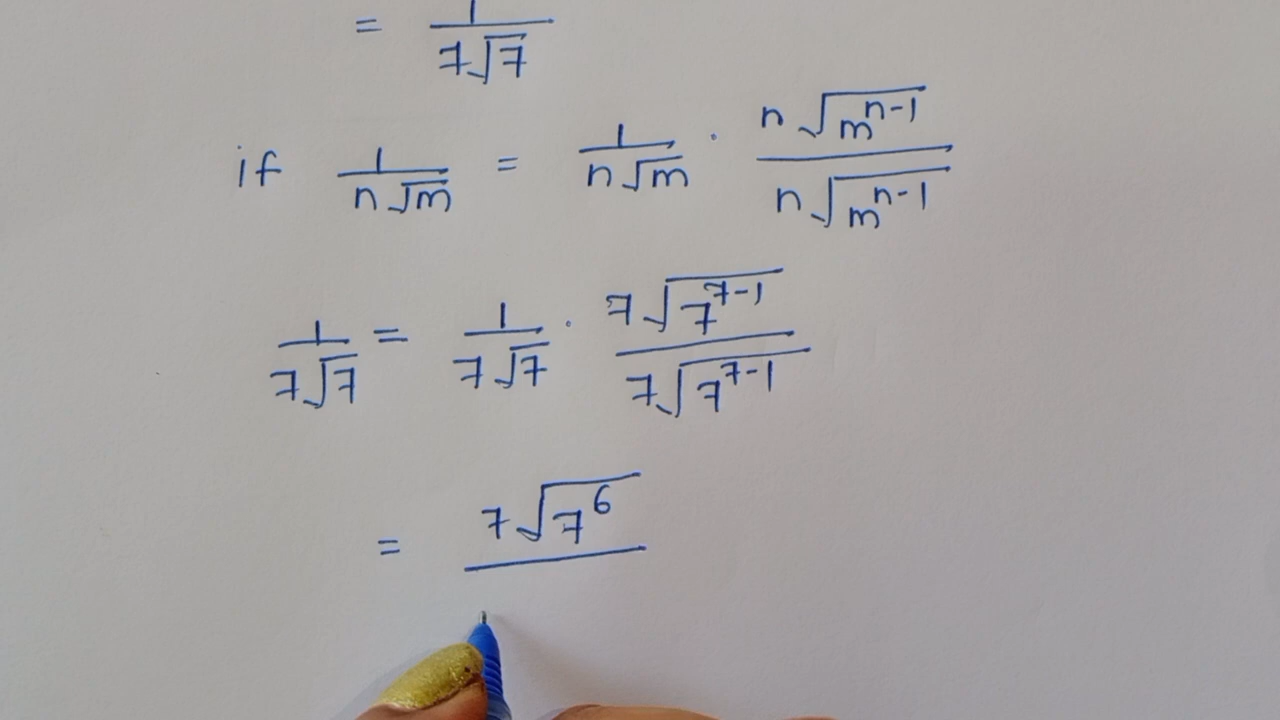 = 1/7√7
if 1/n√m = 1/n√m · n√m^n-1/n√m^n-1
1/7√7 = 1/7√7 · 7√7^7-1/7√7^7-1
= 7√7^6